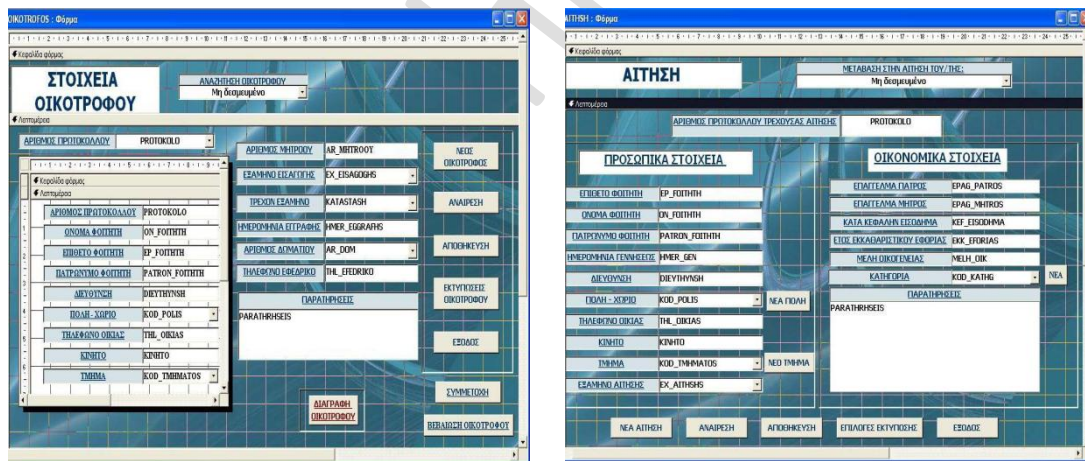 OIKOTROFOS : Φόρμα
Κεφαλίδα φόρμας
ΣΤΟΙΧΕΙΑ
ΟΙΚΟΤΡΟΦΟΥ
ΑΝΑΖΗΤΗΣΗ ΟΙΚΟΤΡΟΦΟΥ
Μη δεσμευμένο
Λεπτομέρεια
ΑΡΙΘΜΟΣ ΠΡΩΤΟΚΟΛΛΟΥ PROTOKOLO
Κεφαλίδα φόρμας
Λεπτομέρεια
ΑΡΙΘΜΟΣ ΠΡΩΤΟΚΟΛΛΟΥ PROTOKOLO
ΟΝΟΜΑ ΦΟΙΤΗΤΗ ON_FOITHTH
ΕΠΙΘΕΤΟ ΦΟΙΤΗΤΗ EP_FOITHTH
ΠΑΤΡΩΝΥΜΟ ΦΟΙΤΗΤΗ PATRON_FOITHTH
ΔΙΕΥΘΥΝΣΗ DIEYTHYNSH
ΠΟΛΗ - ΧΩΡΙΟ KOD_POLIS
ΤΗΛΕΦΩΝΟ ΟΙΚΙΑΣ THL_OIKIAS
ΚΙΝΗΤΟ KINHTO
ΤΜΗΜΑ KOD_TMHMATOS
ΑΡΙΘΜΟΣ ΜΗΤΡΩΟΥ AR_MHTROOY
ΕΞΑΜΗΝΟ ΕΙΣΑΓΩΓΗΣ EX_EISAGOGHS
ΤΡΕΧΟΝ ΕΞΑΜΗΝΟ KATASTASH
ΗΜΕΡΟΜΗΝΙΑ ΕΓΓΡΑΦΗΣ HMER_EGGRAFHS
ΑΡΙΘΜΟΣ ΔΩΜΑΤΙΟΥ AR_DOM
ΤΗΛΕΦΩΝΟ ΕΦΕΔΡΙΚΟ THL_EFEDRIKO
ΠΑΡΑΤΗΡΗΣΕΙΣ
PARATHRHSEIS
ΔΙΑΓΡΑΦΗ
ΟΙΚΟΤΡΟΦΟΥ
ΝΕΟΣ
ΟΙΚΟΤΡΟΦΟΣ
ΑΝΑΙΡΕΣΗ
ΑΠΟΘΗΚΕΥΣΗ
ΕΚΤΥΠΩΣΕΙΣ
ΟΙΚΟΤΡΟΦΟΥ
ΕΞΟΔΟΣ
ΣΥΜΜΕΤΟΧΗ
ΒΕΒΑΙΩΣΗ ΟΙΚΟΤΡΟΦΟΥ
AITHSH : Φόρμα
Κεφαλίδα φόρμας
ΑΙΤΗΣΗ
ΜΕΤΑΒΑΣΗ ΣΤΗΝ ΑΙΤΗΣΗ ΤΟΥ/ΤΗΣ:
Μη δεσμευμένο
Λεπτομέρεια
ΑΡΙΘΜΟΣ ΠΡΩΤΟΚΟΛΛΟΥ ΤΡΕΧΟΥΣΑΣ ΑΙΤΗΣΗΣ PROTOKOLO
ΠΡΟΣΩΠΙΚΑ ΣΤΟΙΧΕΙΑ
ΕΠΙΘΕΤΟ ΦΟΙΤΗΤΗ EP_FOITHTH
ΟΝΟΜΑ ΦΟΙΤΗΤΗ ON_FOITHTH
ΠΑΤΡΩΝΥΜΟ ΦΟΙΤΗΤΗ PATRON_FOITHTH
ΗΜΕΡΟΜΗΝΙΑ ΓΕΝΝΗΣΕΩΣ HMER_GEN
ΔΙΕΥΘΥΝΣΗ DIEYTHYNSH
ΠΟΛΗ - ΧΩΡΙΟ KOD_POLIS ΝΕΑ ΠΟΛΗ
ΤΗΛΕΦΩΝΟ ΟΙΚΙΑΣ THL_OIKIAS
ΚΙΝΗΤΟ KINHTO
ΤΜΗΜΑ KOD_TMHMATOS ΝΕΟ ΤΜΗΜΑ
ΕΞΑΜΗΝΟ ΑΙΤΗΣΗΣ EX_AITHSHS
ΟΙΚΟΝΟΜΙΚΑ ΣΤΟΙΧΕΙΑ
ΕΠΑΓΓΕΛΜΑ ΠΑΤΡΟΣ EPAG_PATROS
ΕΠΑΓΓΕΛΜΑ ΜΗΤΡΟΣ EPAG_MHTROS
ΚΑΤΑ ΚΕΦΑΛΗΝ ΕΙΣΟΔΗΜΑ KEF_EISODHMA
ΕΤΟΣ ΕΚΚΑΘΑΡΙΣΤΙΚΟΥ ΕΦΟΡΙΑΣ EKK_EFORIAS
ΜΕΛΗ ΟΙΚΟΓΕΝΕΙΑΣ MELH_OIK
ΚΑΤΗΓΟΡΙΑ KOD_KATHG ΝΕΑ
ΠΑΡΑΤΗΡΗΣΕΙΣ
PARATHRHSEIS
ΝΕΑ ΑΙΤΗΣΗ ΑΝΑΙΡΕΣΗ ΑΠΟΘΗΚΕΥΣΗ ΕΠΙΛΟΓΕΣ ΕΚΤΥΠΩΣΗΣ ΕΞΟΔΟΣ